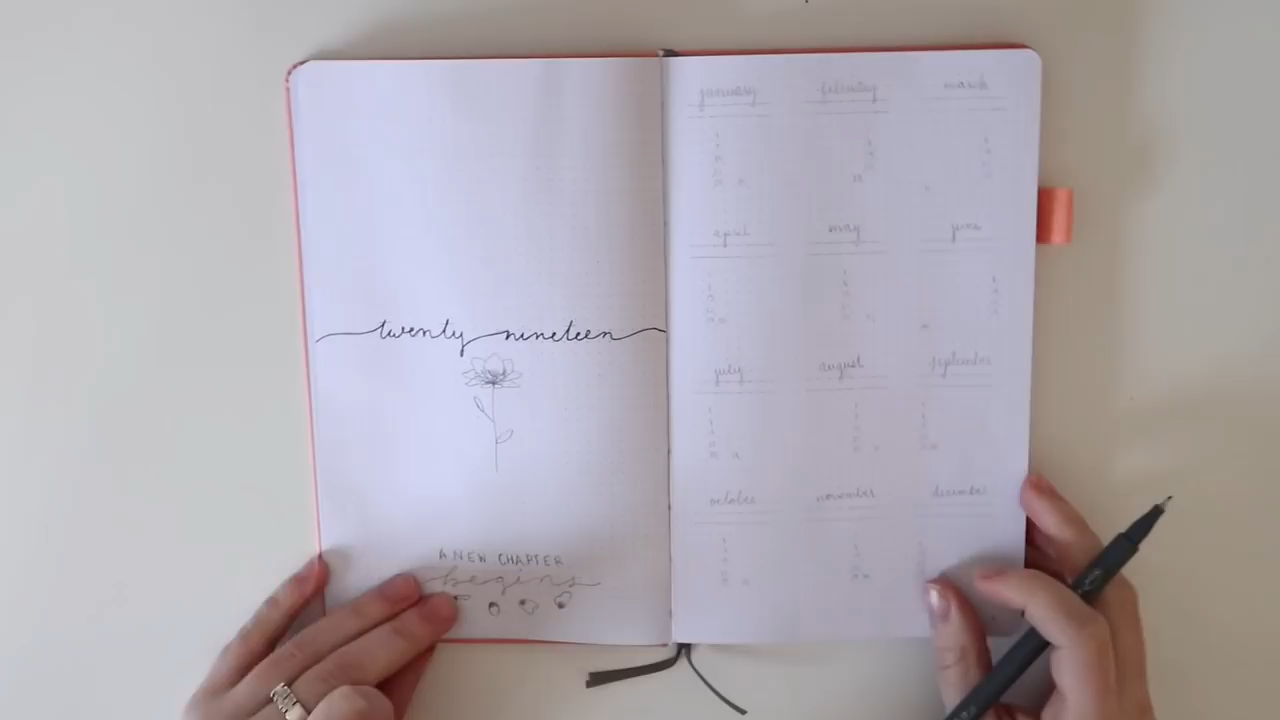 twenty nineteen
A NEW CHAPTER
begins
january february march
april may june
july august september
october november december